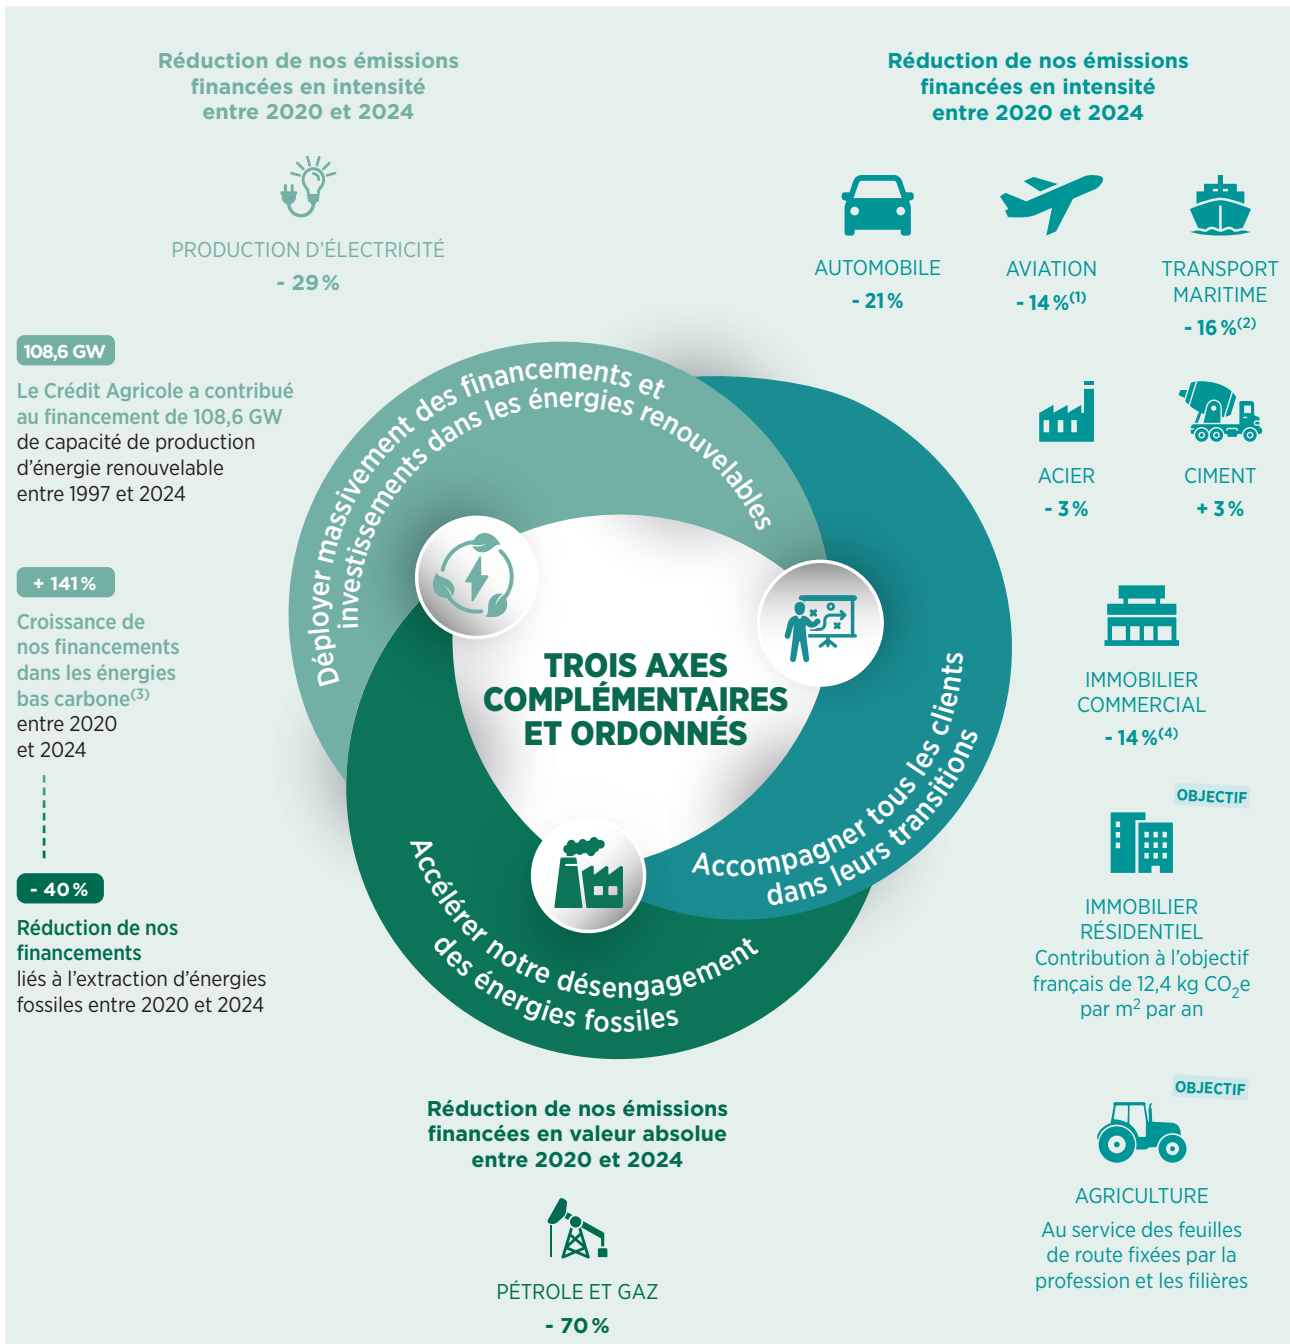 Réduction de nos émissions
financées en intensité
entre 2020 et 2024
PRODUCTION D'ÉLECTRICITÉ
- 29 %
Réduction de nos émissions
financées en intensité
entre 2020 et 2024
AUTOMOBILE
- 21 %
AVIATION
- 14 %(1)
TRANSPORT
MARITIME
- 16 %(2)
ACIER
- 3 %
CIMENT
+ 3 %
IMMOBILIER
COMMERCIAL
- 14 %(4)
OBJECTIF
IMMOBILIER
RÉSIDENTIEL
Contribution à l'objectif
français de 12,4 kg CO2e
par m2 par an
OBJECTIF
AGRICULTURE
Au service des feuilles
de route fixées par la
profession et les filières
108,6 GW
Le Crédit Agricole a contribué
au financement de 108,6 GW
de capacité de production
d'énergie renouvelable
entre 1997 et 2024
+ 141 %
Croissance de
nos financements
dans les énergies
bas carbone(3)
entre 2020
et 2024
- 40 %
Réduction de nos
financements
liés à l'extraction d'énergies
fossiles entre 2020 et 2024
Déployer massivement des financements et
investissements dans les énergies renouvelables
TROIS AXES
COMPLÉMENTAIRES
ET ORDONNÉS
Accompagner tous les clients
dans leurs transitions
Accélérer notre désengagement
des énergies fossiles
Réduction de nos émissions
financées en valeur absolue
entre 2020 et 2024
PÉTROLE ET GAZ
- 70 %